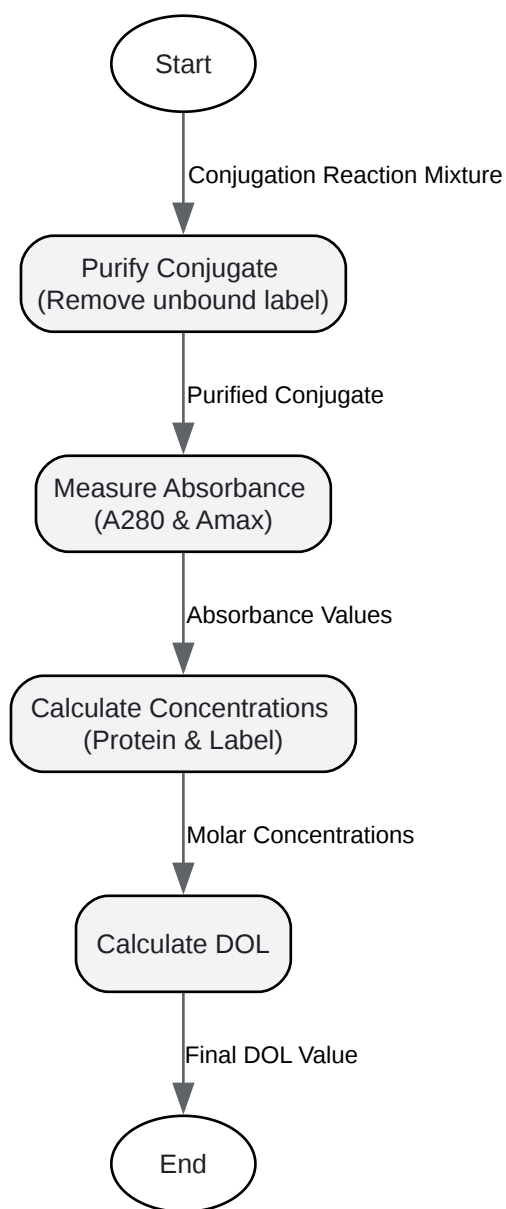 Start
Conjugation Reaction Mixture
Purify Conjugate
(Remove unbound label)
Purified Conjugate
Measure Absorbance
(A280 & Amax)
Absorbance Values
Calculate Concentrations
(Protein & Label)
Molar Concentrations
Calculate DOL
Final DOL Value
End